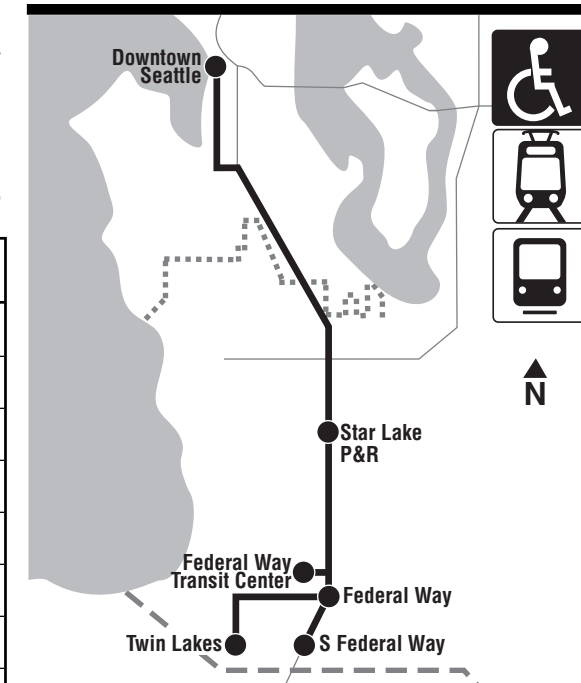 Downtown
Seattle
N
Star Lake
P&R
Federal Way
Transit Center
Federal Way
Twin Lakes
S Federal Way